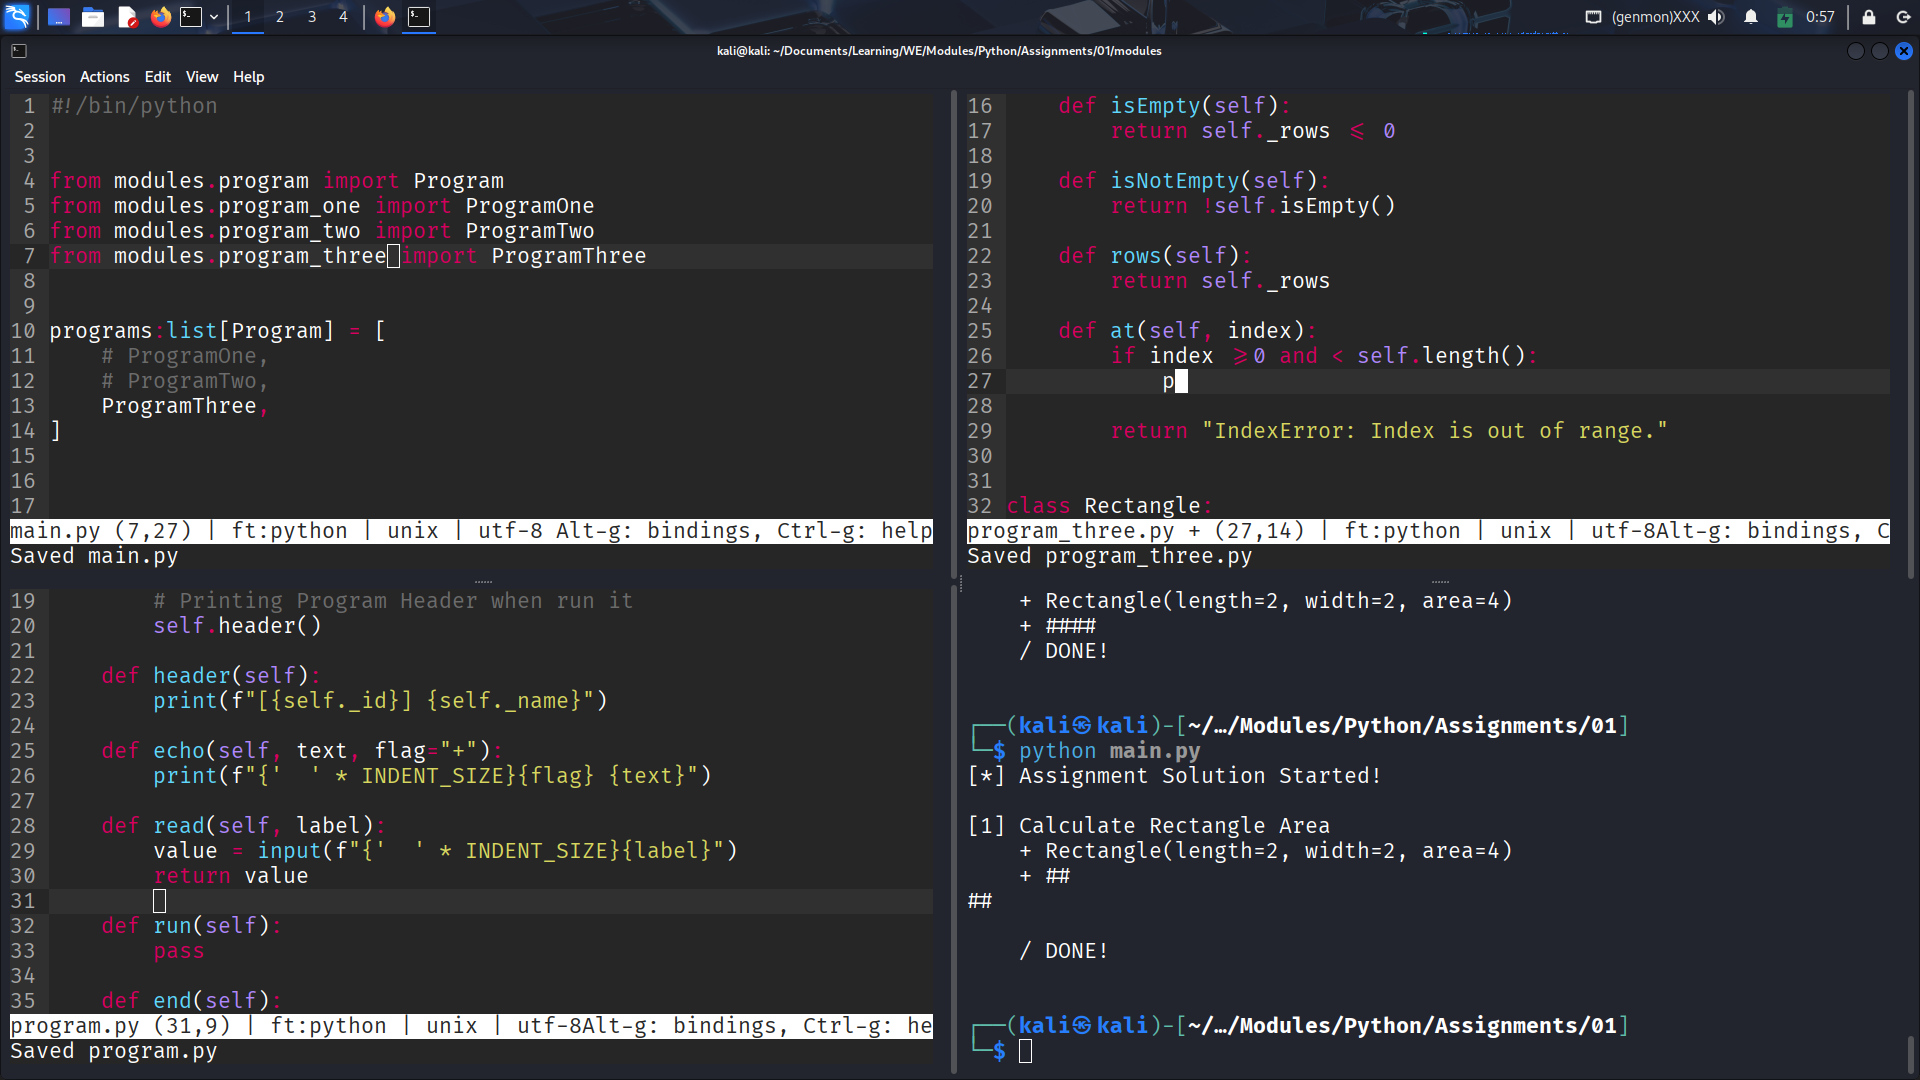 1 2 3 4 (genmon)XXX 0:57
kali@kali: ~/Documents/Learning/WE/Modules/Python/Assignments/01/modules
Session Actions Edit View Help
1 #!/bin/python
2
3
4 from modules.program import Program
5 from modules.program_one import ProgramOne
6 from modules.program_two import ProgramTwo
7 from modules.program_three import ProgramThree
8
9
10 programs:list[Program] = [
11     # ProgramOne,
12     # ProgramTwo,
13     ProgramThree,
14 ]
15
16
17
main.py (7,27) | ft:python | unix | utf-8 Alt-g: bindings, Ctrl-g: help
Saved main.py
16     def isEmpty(self):
17         return self._rows <= 0
18
19     def isNotEmpty(self):
20         return !self.isEmpty()
21
22     def rows(self):
23         return self._rows
24
25     def at(self, index):
26         if index >=0 and < self.length():
27             p
28
29         return "IndexError: Index is out of range."
30
31
32 class Rectangle:
program_three.py + (27,14) | ft:python | unix | utf-8Alt-g: bindings, C
Saved program_three.py
19         # Printing Program Header when run it
20         self.header()
21
22     def header(self):
23         print(f"[{self._id}] {self._name}")
24
25     def echo(self, text, flag="+"):
26         print(f"{'  ' * INDENT_SIZE}{flag} {text}")
27
28     def read(self, label):
29         value = input(f"{'  ' * INDENT_SIZE}{label}")
30         return value
31
32     def run(self):
33         pass
34
35     def end(self):
program.py (31,9) | ft:python | unix | utf-8Alt-g: bindings, Ctrl-g: he
Saved program.py
    + Rectangle(length=2, width=2, area=4)
    + ####
    / DONE!
┌──(kali㉿kali)-[~/…/Modules/Python/Assignments/01]
└─$ python main.py
[*] Assignment Solution Started!
[1] Calculate Rectangle Area
    + Rectangle(length=2, width=2, area=4)
    + ##
##
    / DONE!
┌──(kali㉿kali)-[~/…/Modules/Python/Assignments/01]
└─$